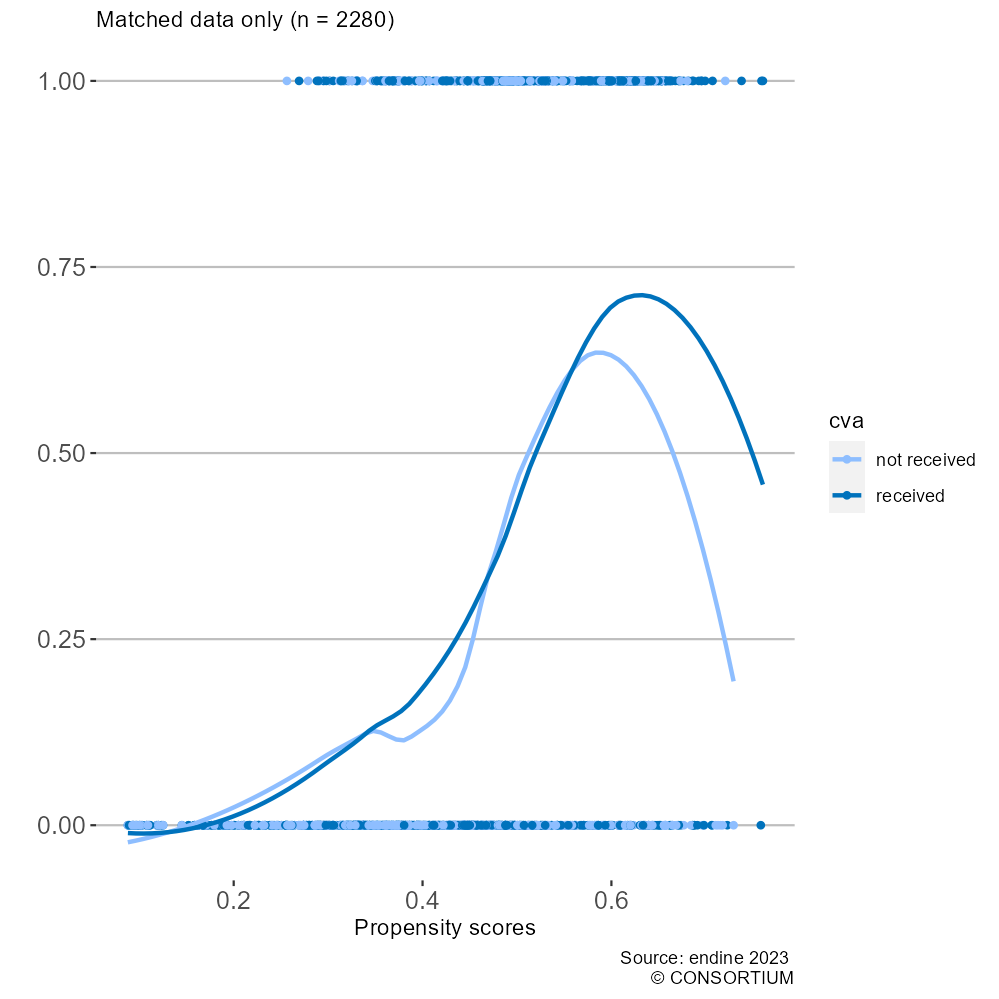 Matched data only (n = 2280)
1.00
0.75
0.50
0.25
0.00
0.2 0.4 0.6
Propensity scores
cva
not received
received
Source: endine 2023
© CONSORTIUM